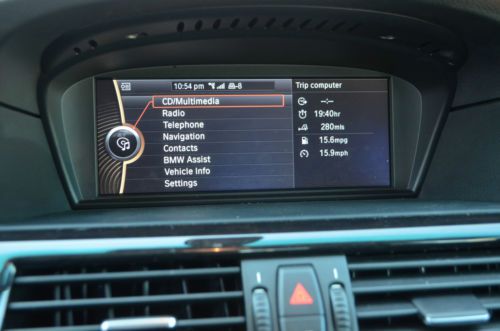 10:54 pm
Trip computer
CD/Multimedia
Radio
Telephone
Navigation
Contacts
BMW Assist
Vehicle Info
Settings
--:--
19:40hr
280mls
15.6mpg
15.9mph